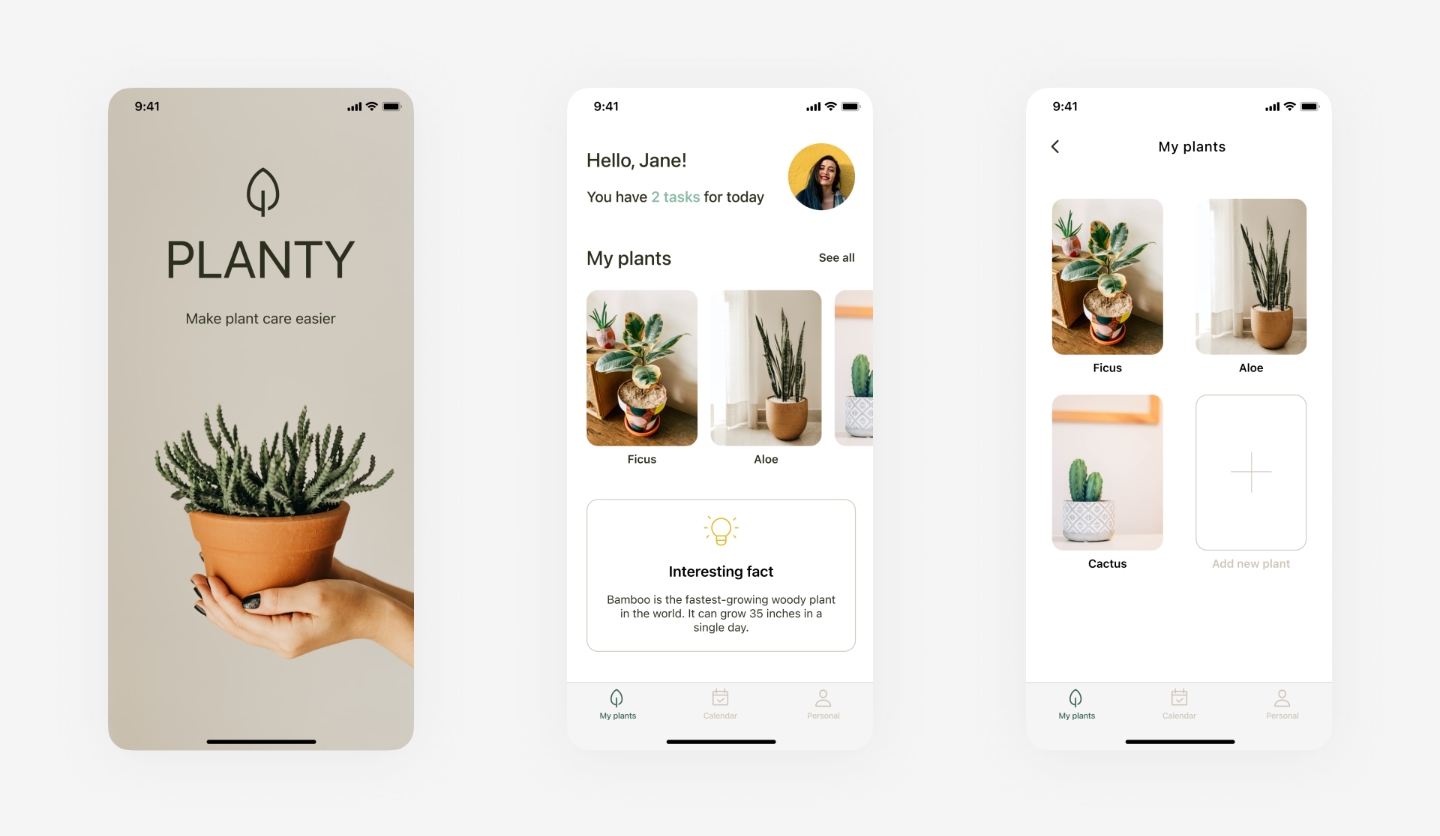 9:41
PLANTY
Make plant care easier
9:41
Hello, Jane!
You have 2 tasks for today
My plants
See all
Ficus
Aloe
Interesting fact
Bamboo is the fastest-growing woody plant
in the world. It can grow 35 inches in a
single day.
My plants
Calendar
Personal
9:41
My plants
Ficus
Aloe
Cactus
Add new plant
My plants
Calendar
Personal